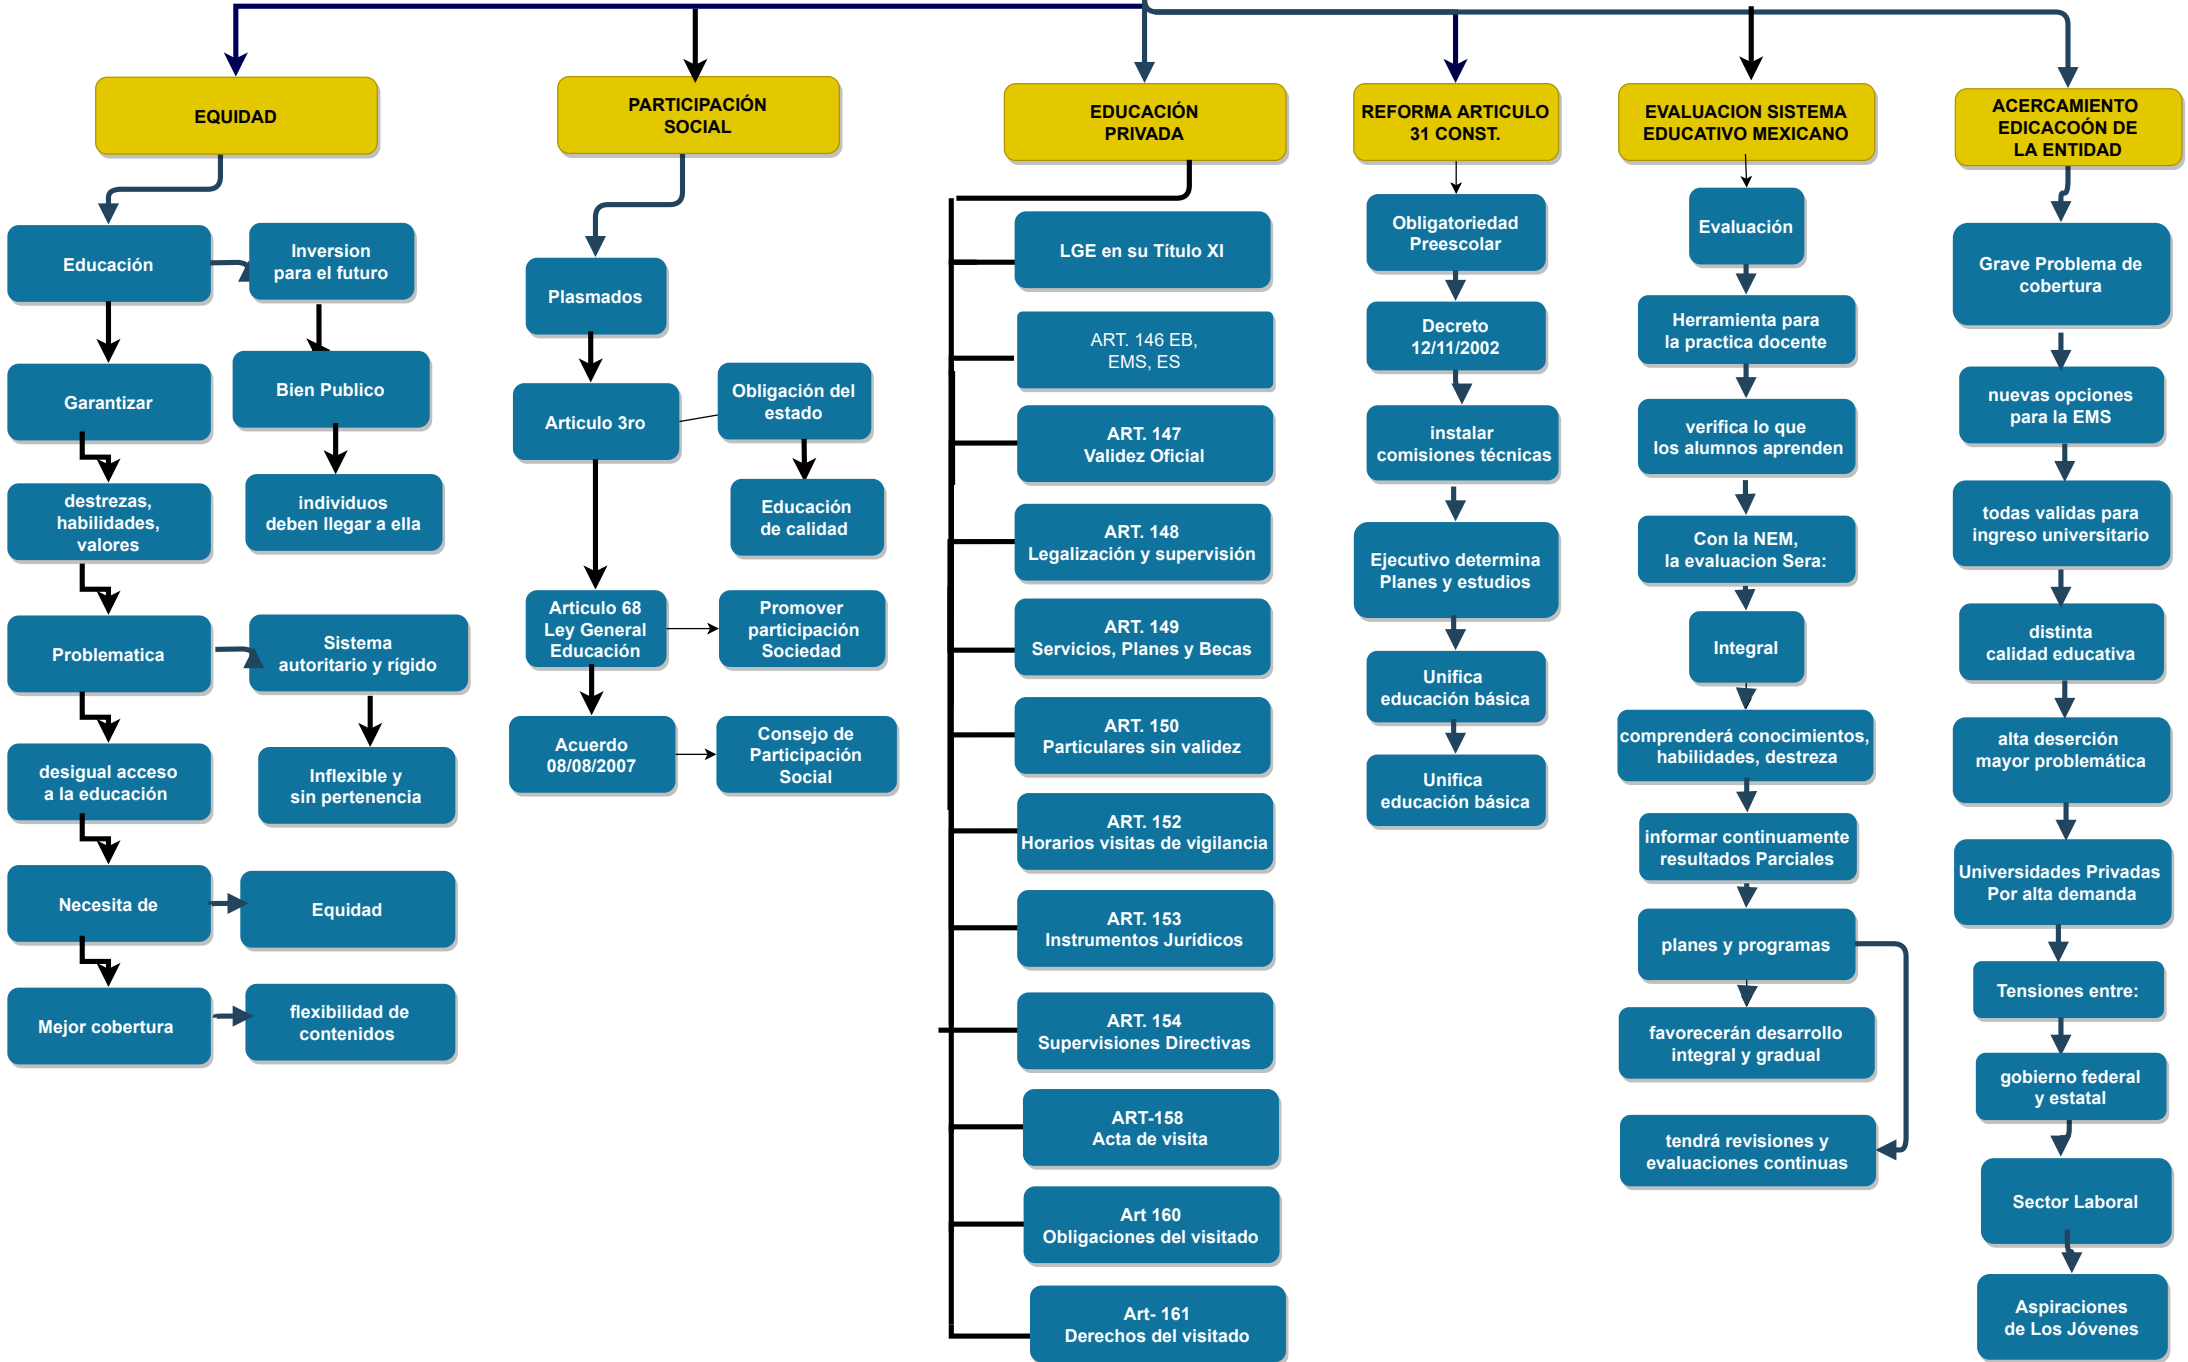 EQUIDAD
Educación
Inversion
para el futuro
Garantizar
Bien Publico
destrezas,
habilidades,
valores
individuos
deben llegar a ella
Problematica
Sistema
autoritario y rígido
desigual acceso
a la educación
Inflexible y
sin pertenencia
Necesita de
Equidad
Mejor cobertura
flexibilidad de
contenidos
PARTICIPACIÓN
SOCIAL
Plasmados
Articulo 3ro
Obligación del
estado
Educación
de calidad
Articulo 68
Ley General
Educación
Promover
participación
Sociedad
Acuerdo
08/08/2007
Consejo de
Participación
Social
EDUCACIÓN
PRIVADA
LGE en su Título XI
ART. 146 EB,
EMS, ES
ART. 147
Validez Oficial
ART. 148
Legalización y supervisión
ART. 149
Servicios, Planes y Becas
ART. 150
Particulares sin validez
ART. 152
Horarios visitas de vigilancia
ART. 153
Instrumentos Jurídicos
ART. 154
Supervisiones Directivas
ART-158
Acta de visita
Art 160
Obligaciones del visitado
Art- 161
Derechos del visitado
REFORMA ARTICULO
31 CONST.
Obligatoriedad
Preescolar
Decreto
12/11/2002
instalar
comisiones técnicas
Ejecutivo determina
Planes y estudios
Unifica
educación básica
Unifica
educación básica
EVALUACION SISTEMA
EDUCATIVO MEXICANO
Evaluación
Herramienta para
la practica docente
verifica lo que
los alumnos aprenden
Con la NEM,
la evaluacion Sera:
Integral
comprenderá conocimientos,
habilidades, destreza
informar continuamente
resultados Parciales
planes y programas
favorecerán desarrollo
integral y gradual
tendrá revisiones y
evaluaciones continuas
ACERCAMIENTO
EDICACOÓN DE
LA ENTIDAD
Grave Problema de
cobertura
nuevas opciones
para la EMS
todas validas para
ingreso universitario
distinta
calidad educativa
alta deserción
mayor problemática
Universidades Privadas
Por alta demanda
Tensiones entre:
gobierno federal
y estatal
Sector Laboral
Aspiraciones
de Los Jóvenes